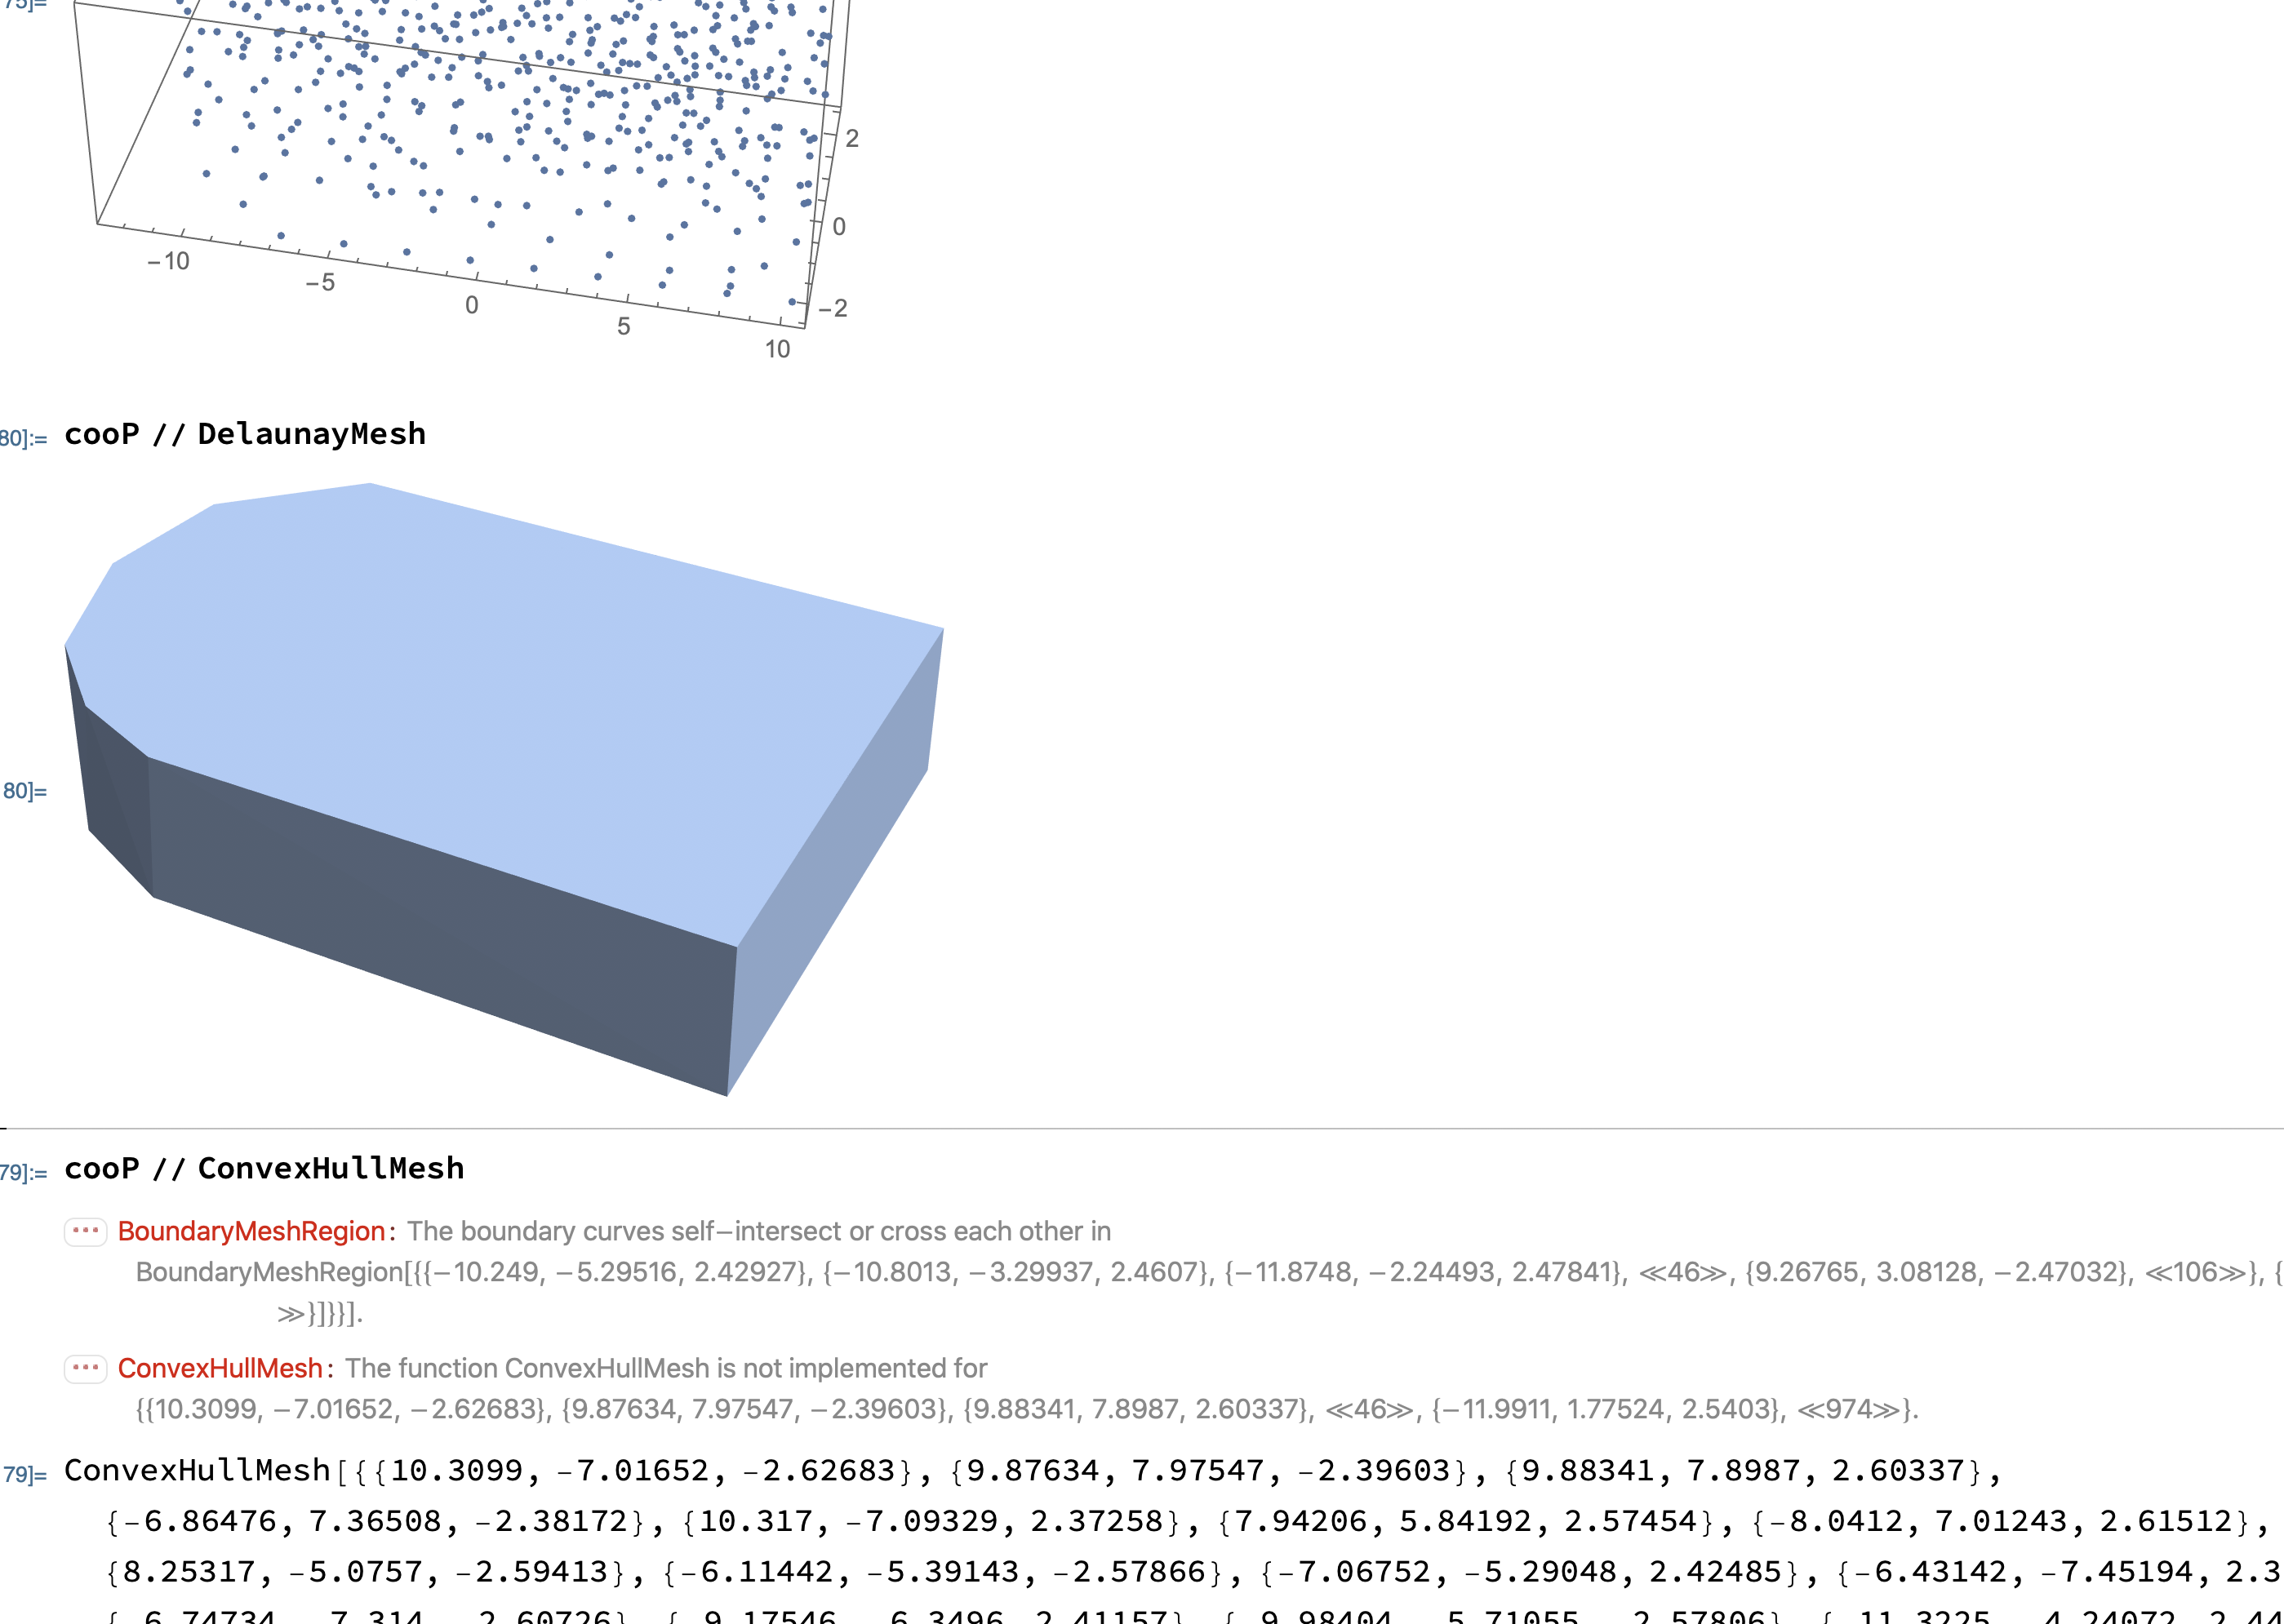 75]=
2
0
−2
−10
−5
0
5
10
80]:= cooP // DelaunayMesh
80]=
79]:= cooP // ConvexHullMesh
BoundaryMeshRegion: The boundary curves self−intersect or cross each other in
BoundaryMeshRegion[{{−10.249, −5.29516, 2.42927}, {−10.8013, −3.29937, 2.4607}, {−11.8748, −2.24493, 2.47841}, ≪46≫, {9.26765, 3.08128, −2.47032}, ≪106≫}, {
≫}]}}].
ConvexHullMesh: The function ConvexHullMesh is not implemented for
{{10.3099, −7.01652, −2.62683}, {9.87634, 7.97547, −2.39603}, {9.88341, 7.8987, 2.60337}, ≪46≫, {−11.9911, 1.77524, 2.5403}, ≪974≫}.
79]= ConvexHullMesh[{{10.3099, -7.01652, -2.62683}, {9.87634, 7.97547, -2.39603}, {9.88341, 7.8987, 2.60337},
{-6.86476, 7.36508, -2.38172}, {10.317, -7.09329, 2.37258}, {7.94206, 5.84192, 2.57454}, {-8.0412, 7.01243, 2.61512},
{8.25317, -5.0757, -2.59413}, {-6.11442, -5.39143, -2.57866}, {-7.06752, -5.29048, 2.42485}, {-6.43142, -7.45194, 2.3